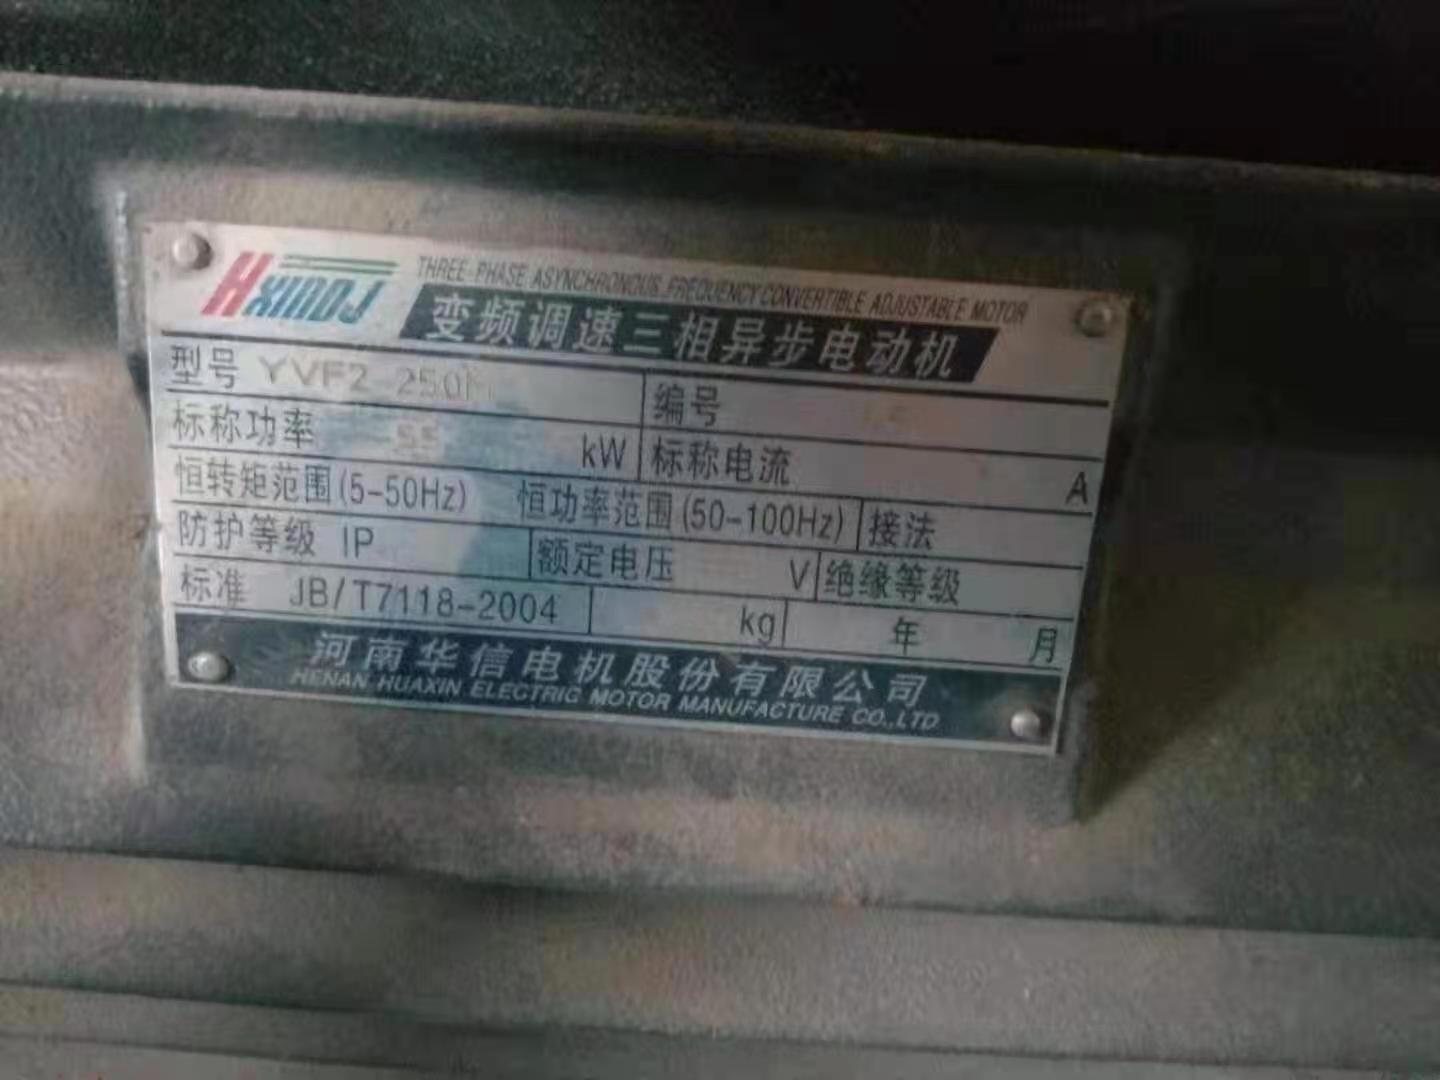 HXINDJ
THREE-PHASE ASYNCHRONOUS FREQUENCY CONVERTIBLE ADJUSTABLE MOTOR
变频调速三相异步电动机
型号 YVF2-250M 编号
标称功率 55 kW 标称电流 A
恒转矩范围(5-50Hz) 恒功率范围(50-100Hz) 接法
防护等级 IP 额定电压 V 绝缘等级
标准 JB/T7118-2004 kg 年 月
河南华信电机股份有限公司
HENAN HUAXIN ELECTRIC MOTOR MANUFACTURE CO.,LTD